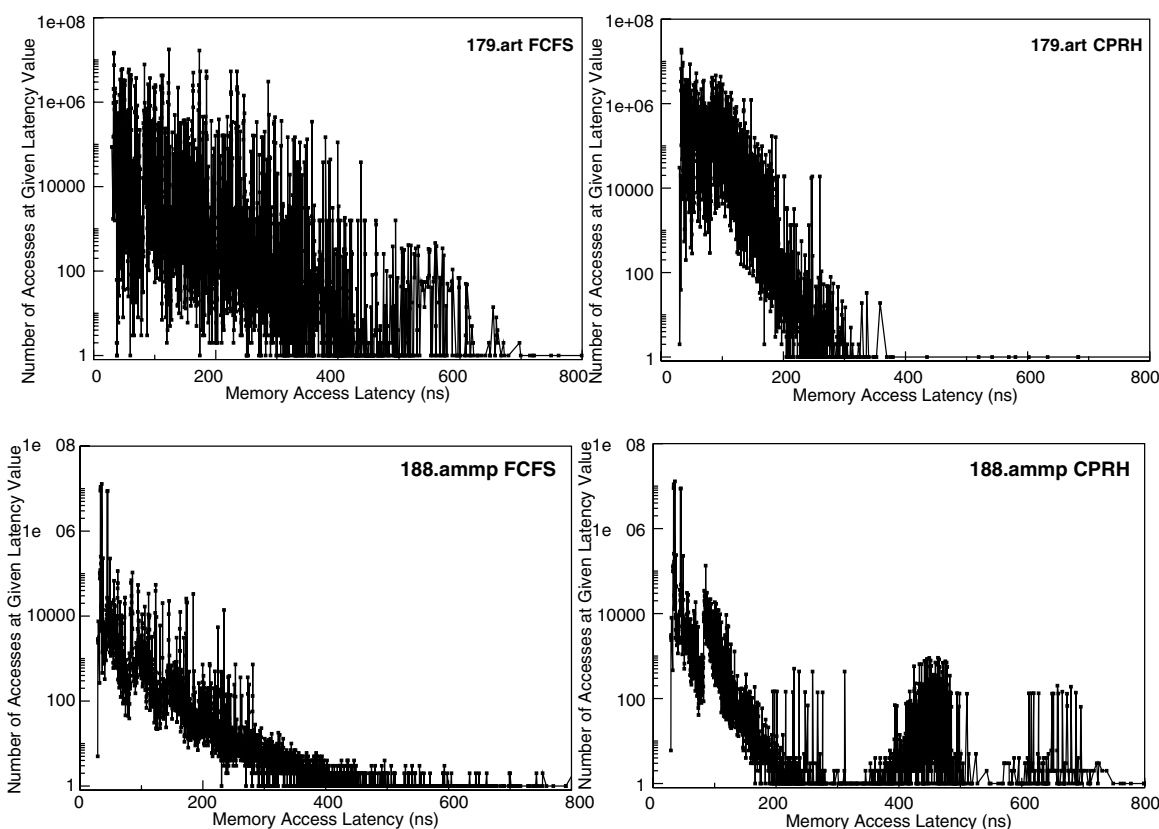 Number of Accesses at Given Latency Value
1e+08
1e+06
10000
100
1
179.art FCFS
0
200
400
600
800
Memory Access Latency (ns)
Number of Accesses at Given Latency Value
1e+08
1e+06
10000
100
1
179.art CPRH
0
200
400
600
800
Memory Access Latency (ns)
Number of Accesses at Given Latency Value
1e 08
1e 06
10000
100
1
188.ammp FCFS
0
200
400
600
800
Memory Access Latency (ns)
Number of Accesses at Given Latency Value
1e 08
1e 06
10000
100
1
188.ammp CPRH
0
200
400
600
800
Memory Access Latency (ns)